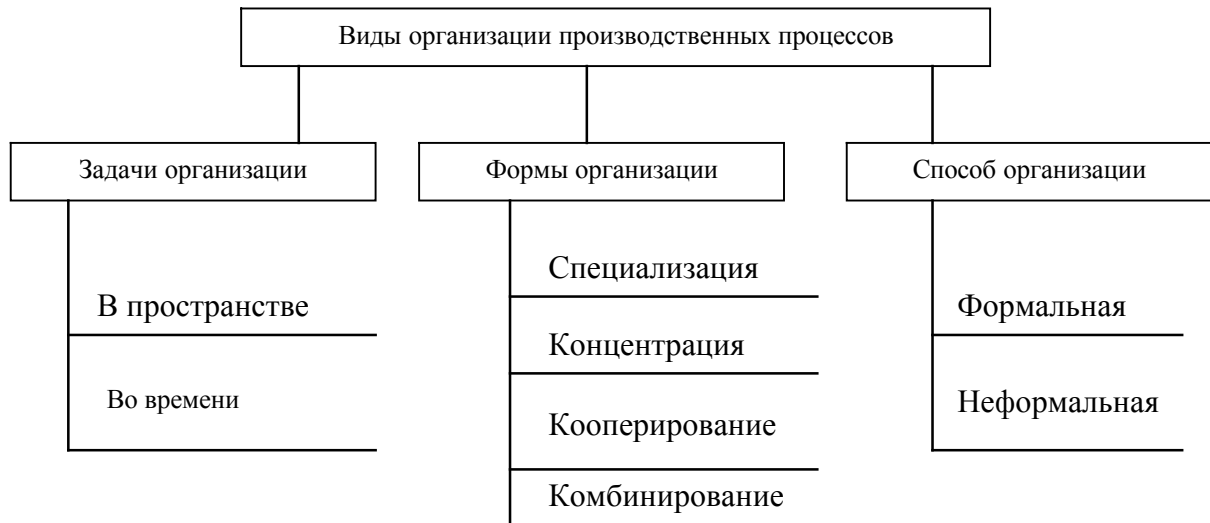 Виды организации производственных процессов
Задачи организации
Формы организации
Способ организации
В пространстве
Во времени
Специализация
Концентрация
Кооперирование
Комбинирование
Формальная
Неформальная